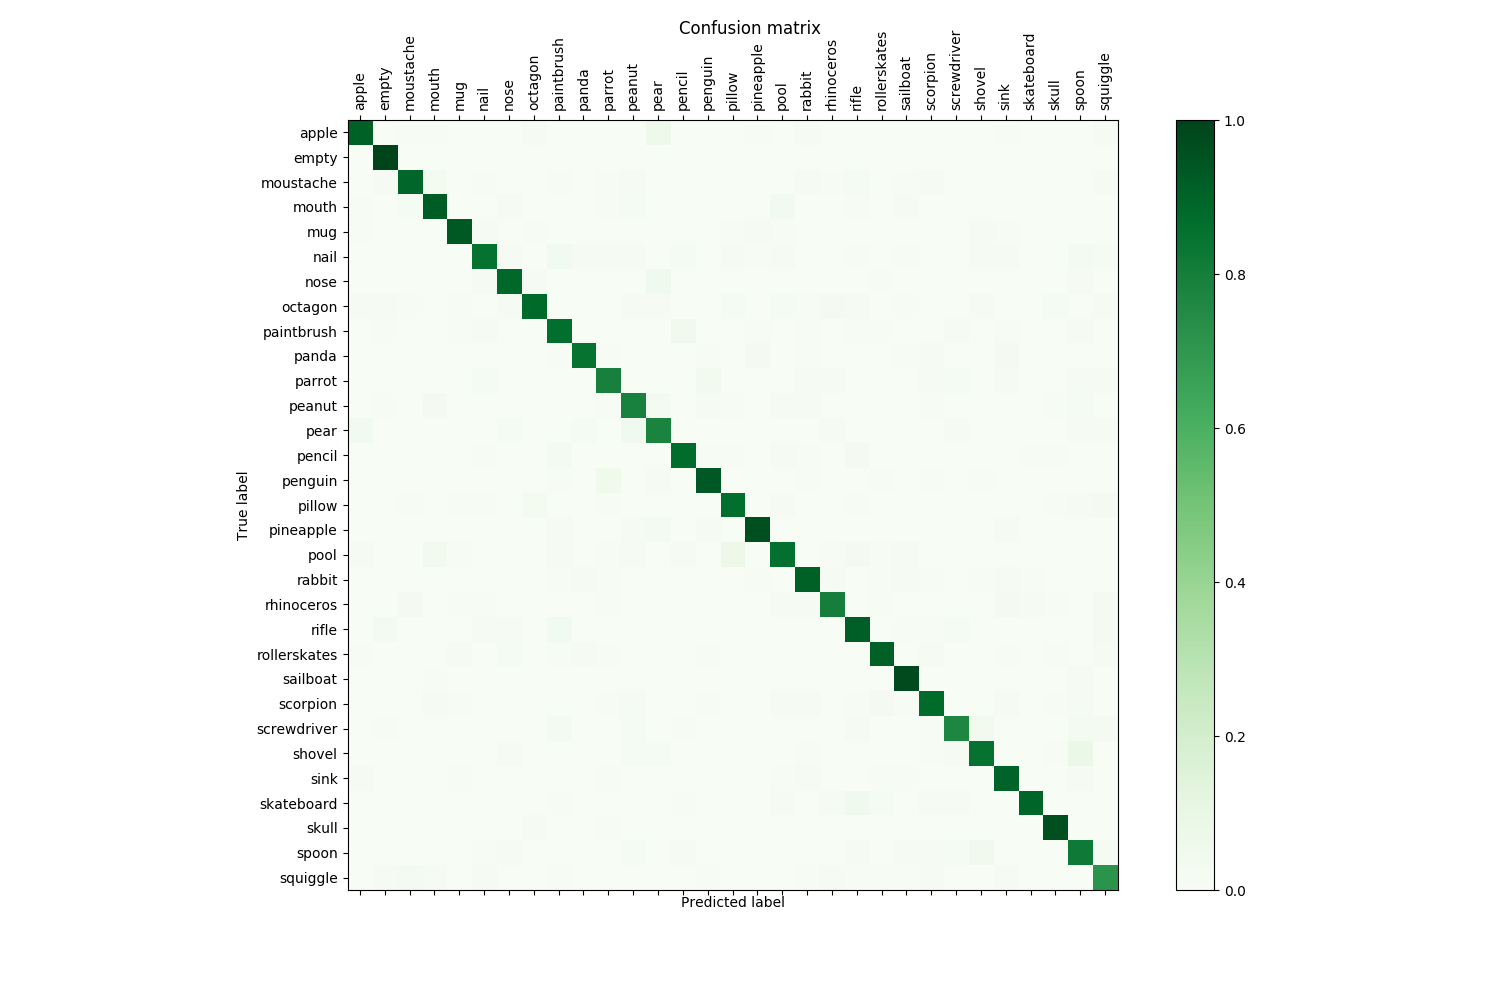 Confusion matrix
apple
empty
moustache
mouth
mug
nail
nose
octagon
paintbrush
panda
parrot
peanut
pear
pencil
penguin
pillow
pineapple
pool
rabbit
rhinoceros
rifle
rollerskates
sailboat
scorpion
screwdriver
shovel
sink
skateboard
skull
spoon
squiggle
True label
apple
empty
moustache
mouth
mug
nail
nose
octagon
paintbrush
panda
parrot
peanut
pear
pencil
penguin
pillow
pineapple
pool
rabbit
rhinoceros
rifle
rollerskates
sailboat
scorpion
screwdriver
shovel
sink
skateboard
skull
spoon
squiggle
Predicted label
1.0
0.8
0.6
0.4
0.2
0.0